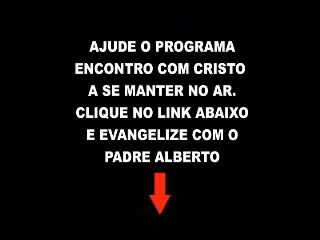 AJUDE O PROGRAMA
ENCONTRO COM CRISTO
A SE MANTER NO AR.
CLIQUE NO LINK ABAIXO
E EVANGELIZE COM O
PADRE ALBERTO